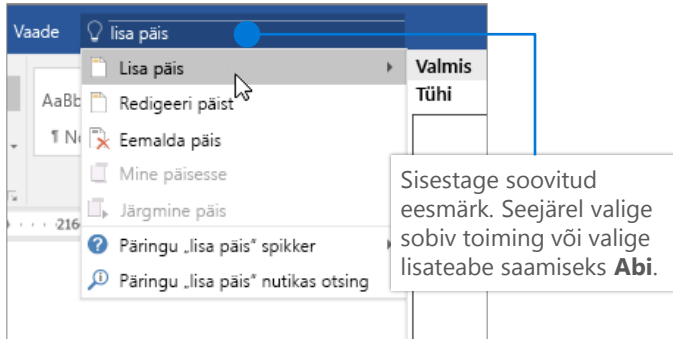 Vaade
lisa päis
Lisa päis
Redigeeri päist
Eemalda päis
Mine päisesse
Järgmine päis
Päringu „lisa päis" spikker
Päringu „lisa päis" nutikas otsing
AaBb
¶ No
216
Valmis
Tühi
Sisestage soovitud
eesmärk. Seejärel valige
sobiv toiming või valige
lisateabe saamiseks Abi.